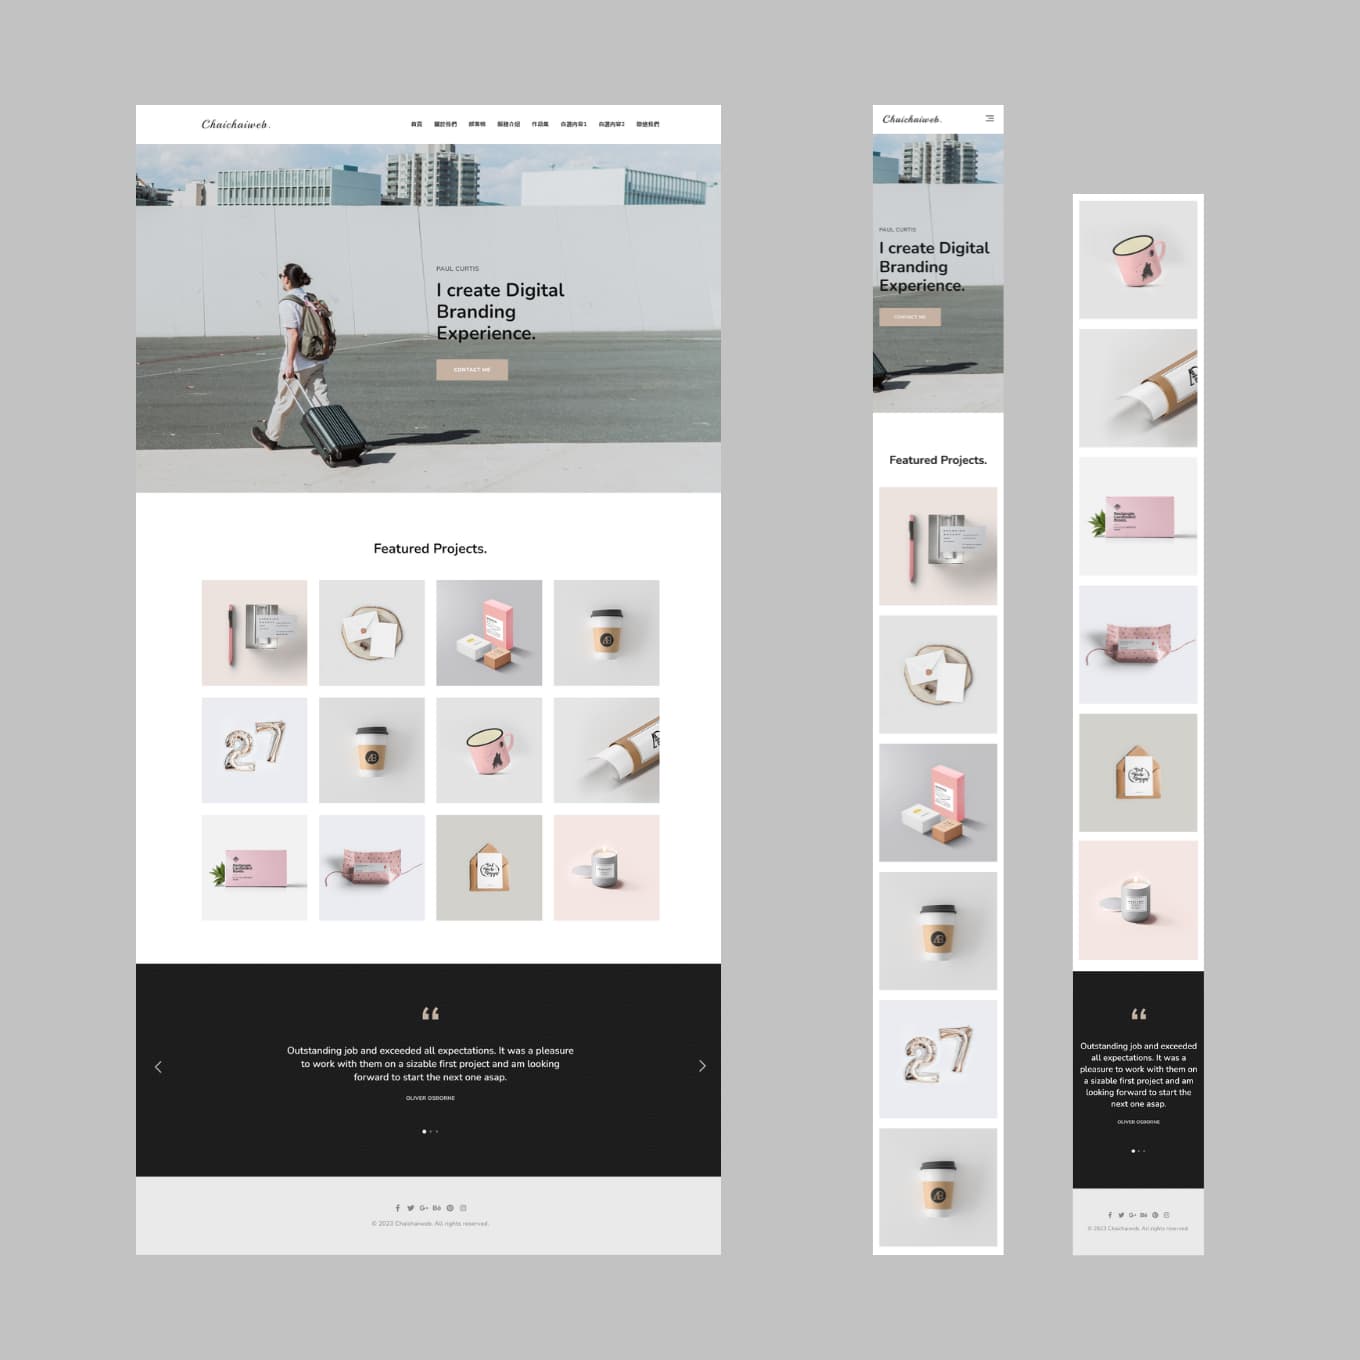 Chaichaiweb.
首頁 關於我們 部落格 服務介紹 作品集 自選內容1 自選內容2 聯絡我們
PAUL CURTIS
I create Digital
Branding
Experience.
CONTACT ME
Featured Projects.
27
Outstanding job and exceeded all expectations. It was a pleasure
to work with them on a sizable first project and am looking
forward to start the next one asap.
OLIVER OSBORNE
© 2023 Chaichaiweb. All rights reserved.
Chaichaiweb.
PAUL CURTIS
I create Digital
Branding
Experience.
CONTACT ME
Featured Projects.
27
Outstanding job and exceeded
all expectations. It was a
pleasure to work with them on
a sizable first project and am
looking forward to start the
next one asap.
OLIVER OSBORNE
© 2023 Chaichaiweb. All rights reserved.